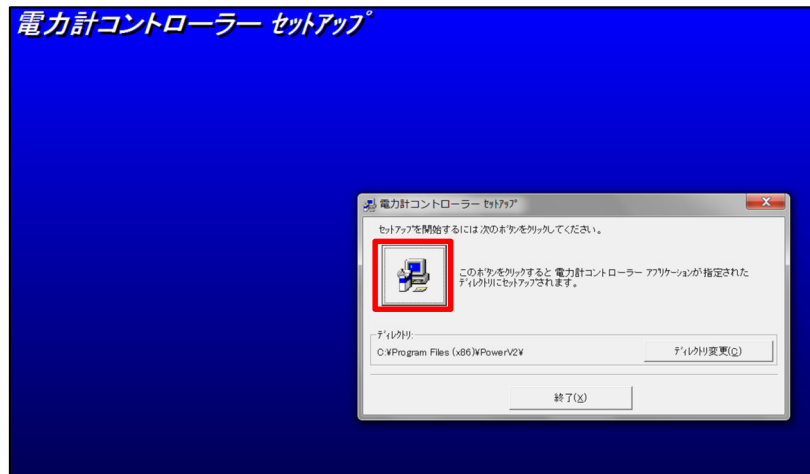 電力計コントローラー ｾｯﾄｱｯﾌﾟ
電力計コントローラー ｾｯﾄｱｯﾌﾟ
ｾｯﾄｱｯﾌﾟを開始するには次のﾎﾞﾀﾝをｸﾘｯｸしてください。
このﾎﾞﾀﾝをｸﾘｯｸすると 電力計コントローラー ｱﾌﾟﾘｹｰｼｮﾝが指定された
ﾃﾞｨﾚｸﾄﾘにｾｯﾄｱｯﾌﾟされます。
ﾃﾞｨﾚｸﾄﾘ:
C:¥Program Files (x86)¥PowerV2¥
ﾃﾞｨﾚｸﾄﾘ変更(C)
終了(X)